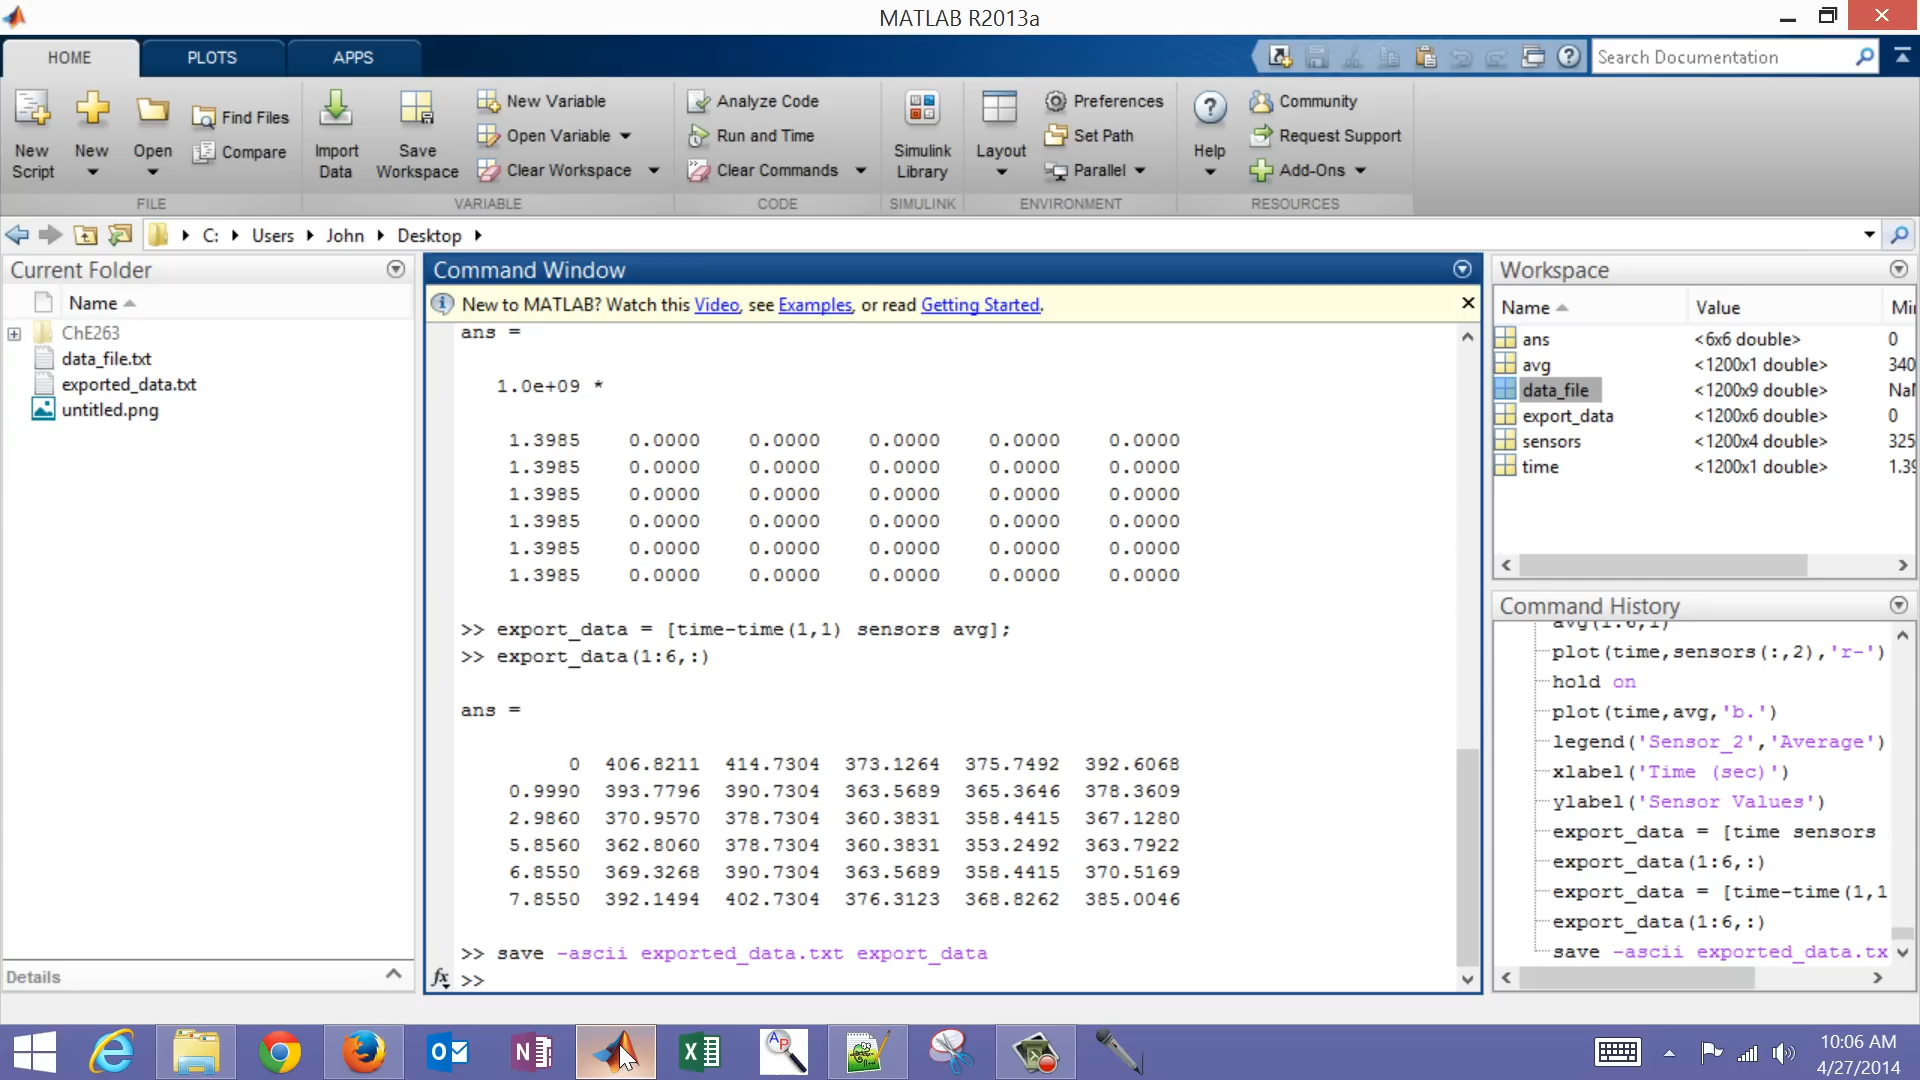 MATLAB R2013a
HOME
PLOTS
APPS
Search Documentation
New Script
New
Open
Find Files
Compare
FILE
Import Data
Save Workspace
New Variable
Open Variable
Clear Workspace
VARIABLE
Analyze Code
Run and Time
Clear Commands
CODE
Simulink Library
SIMULINK
Layout
Preferences
Set Path
Parallel
ENVIRONMENT
Help
Community
Request Support
Add-Ons
RESOURCES
C: Users John Desktop
Current Folder
Name
ChE263
data_file.txt
exported_data.txt
untitled.png
Details
Command Window
New to MATLAB? Watch this Video, see Examples, or read Getting Started.
ans =
1.0e+09 *
1.3985 0.0000 0.0000 0.0000 0.0000 0.0000
1.3985 0.0000 0.0000 0.0000 0.0000 0.0000
1.3985 0.0000 0.0000 0.0000 0.0000 0.0000
1.3985 0.0000 0.0000 0.0000 0.0000 0.0000
1.3985 0.0000 0.0000 0.0000 0.0000 0.0000
1.3985 0.0000 0.0000 0.0000 0.0000 0.0000
>> export_data = [time-time(1,1) sensors avg];
>> export_data(1:6,:)
ans =
0 406.8211 414.7304 373.1264 375.7492 392.6068
0.9990 393.7796 390.7304 363.5689 365.3646 378.3609
2.9860 370.9570 378.7304 360.3831 358.4415 367.1280
5.8560 362.8060 378.7304 360.3831 353.2492 363.7922
6.8550 369.3268 390.7304 363.5689 358.4415 370.5169
7.8550 392.1494 402.7304 376.3123 368.8262 385.0046
>> save -ascii exported_data.txt export_data
fx >>
Workspace
Name Value Mi
ans <6x6 double> 0
avg <1200x1 double> 340
data_file <1200x9 double> Na
export_data <1200x6 double> 0
sensors <1200x4 double> 325
time <1200x1 double> 1.39
Command History
avg(1:6,1)
plot(time,sensors(:,2),'r-')
hold on
plot(time,avg,'b.')
legend('Sensor_2','Average')
xlabel('Time (sec)')
ylabel('Sensor Values')
export_data = [time sensors
export_data(1:6,:)
export_data = [time-time(1,1
export_data(1:6,:)
save -ascii exported_data.tx
10:06 AM
4/27/2014